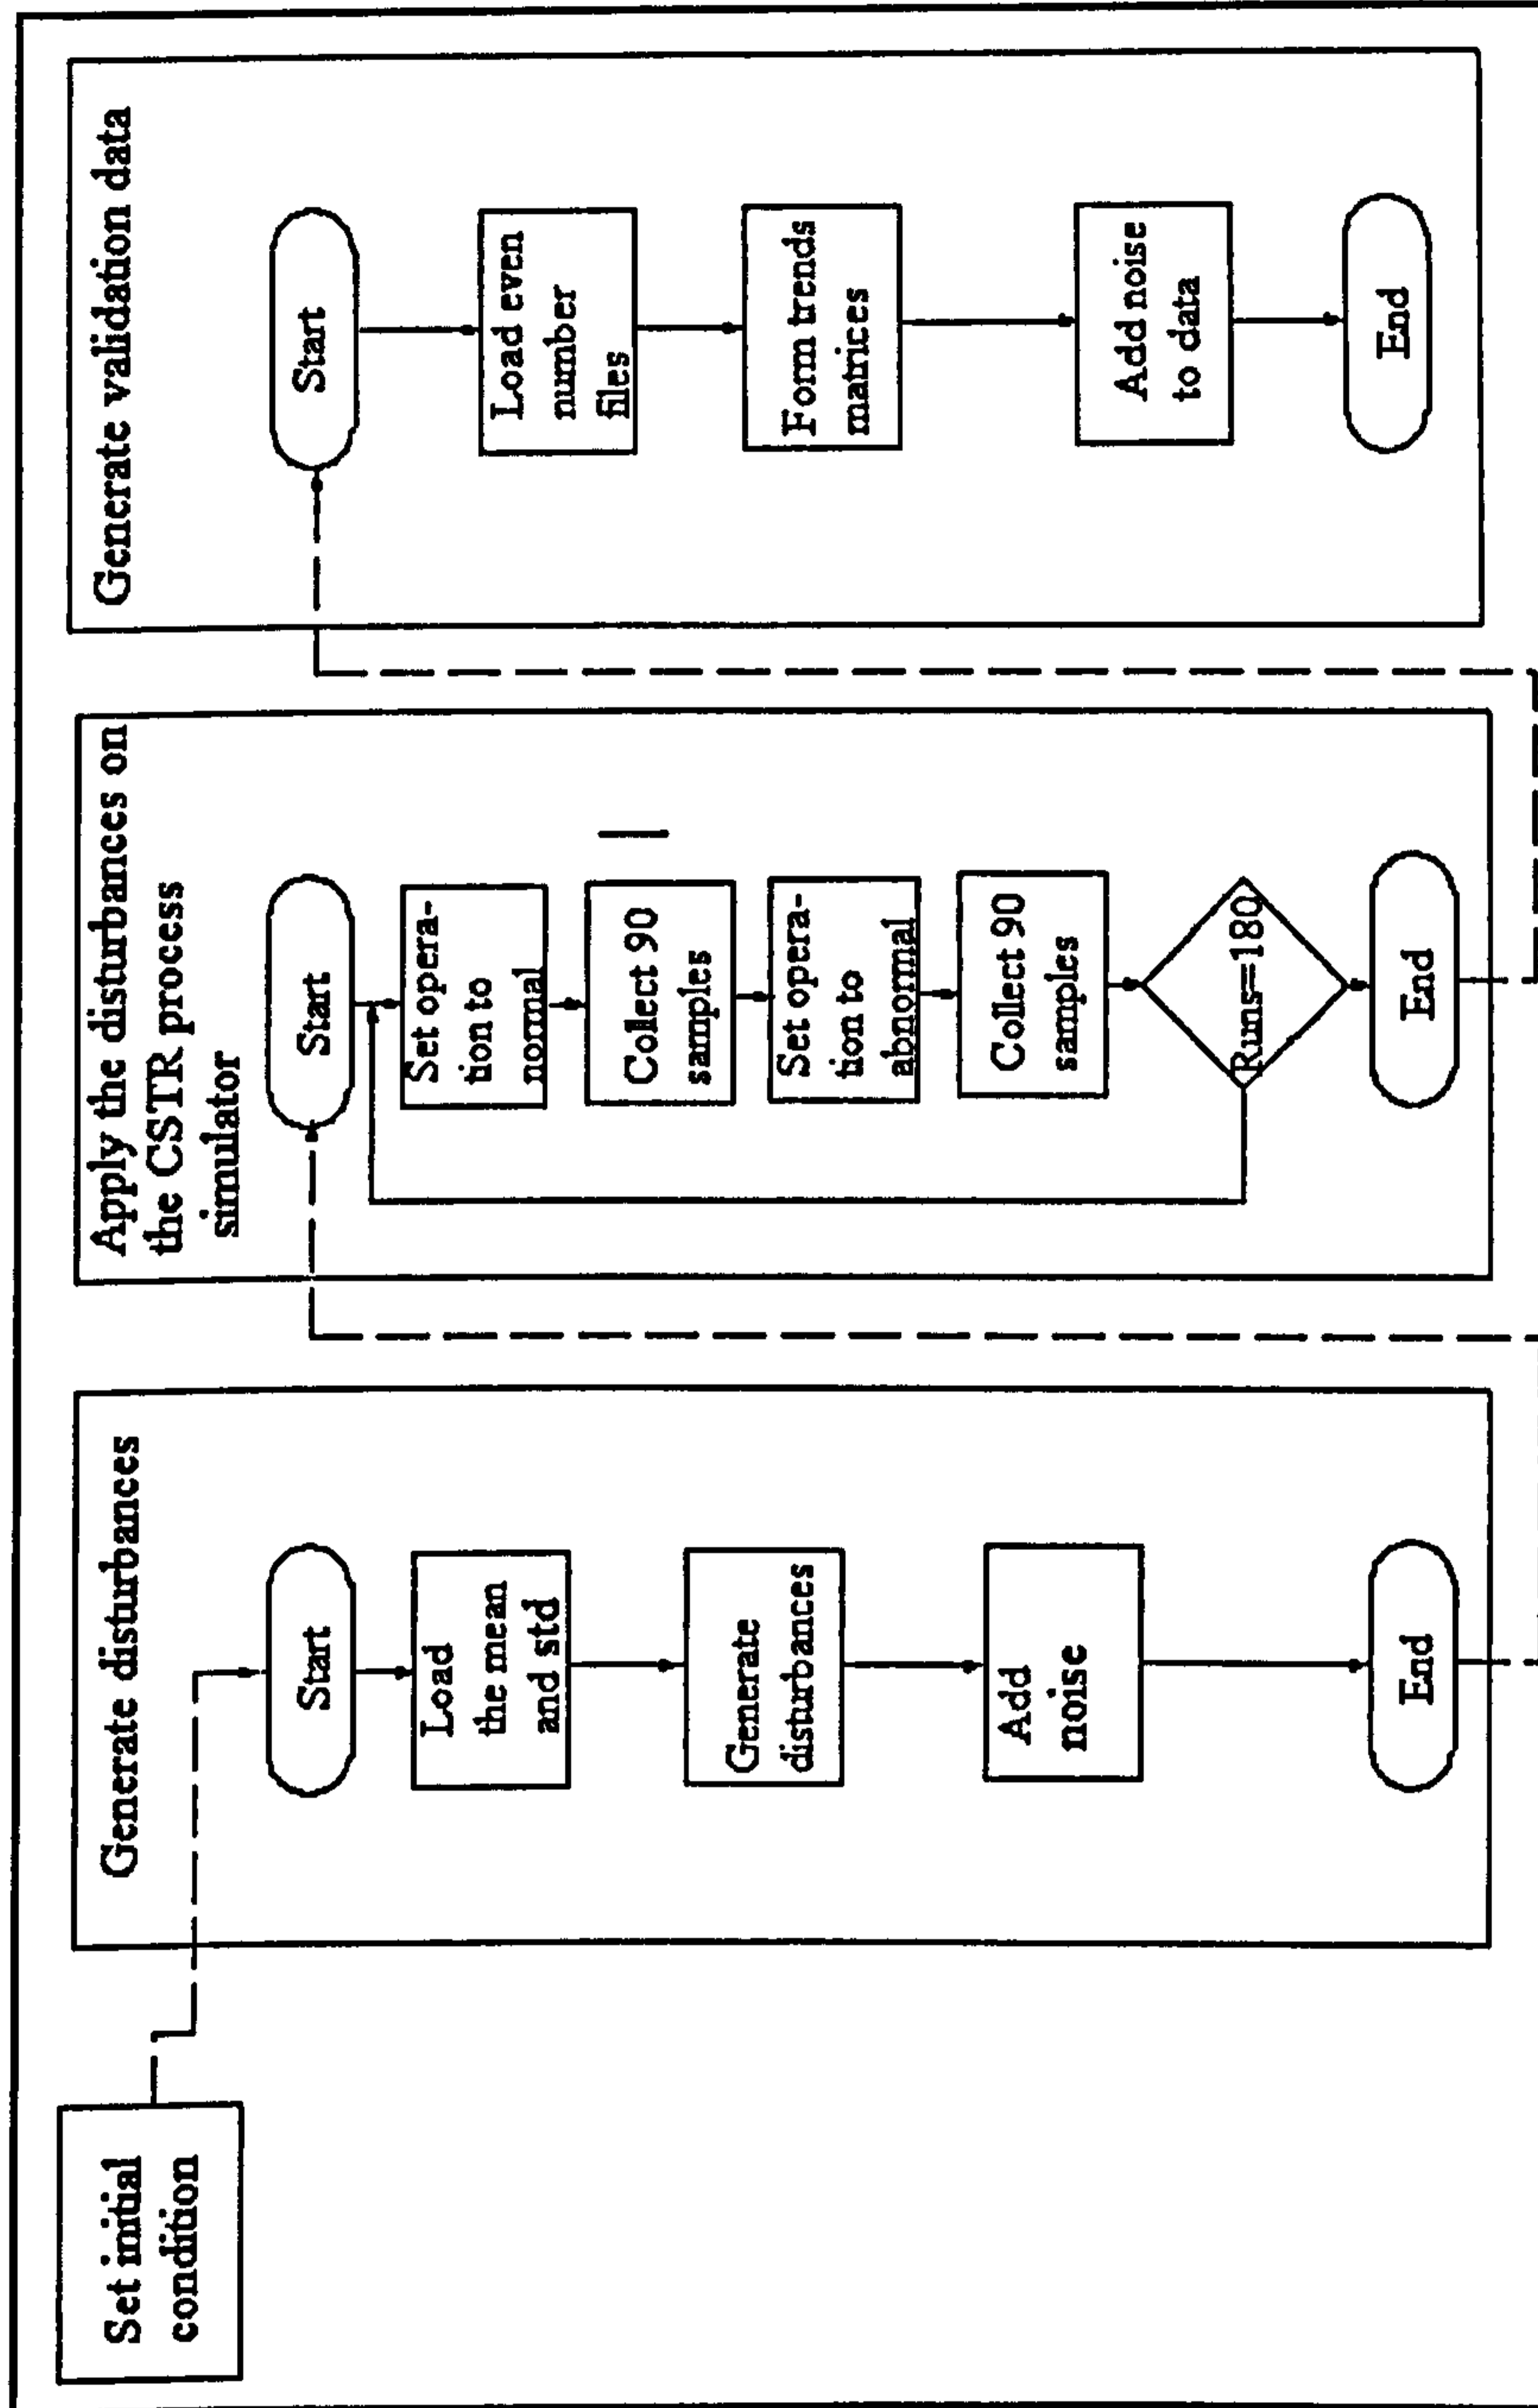 Set initial
condition
Generate disturbances
Start
Load
the mean
and std
Generate
disturbances
Add
noise
End
Apply the disturbances on
the CSTR process
simulator
Start
Set opera-
tion to
normal
Collect 90
samples
Set opera-
tion to
abnormal
Collect 90
samples
Runs=180
End
Generate validation data
Start
Load even
number
files
Form trends
matrices
Add noise
to data
End